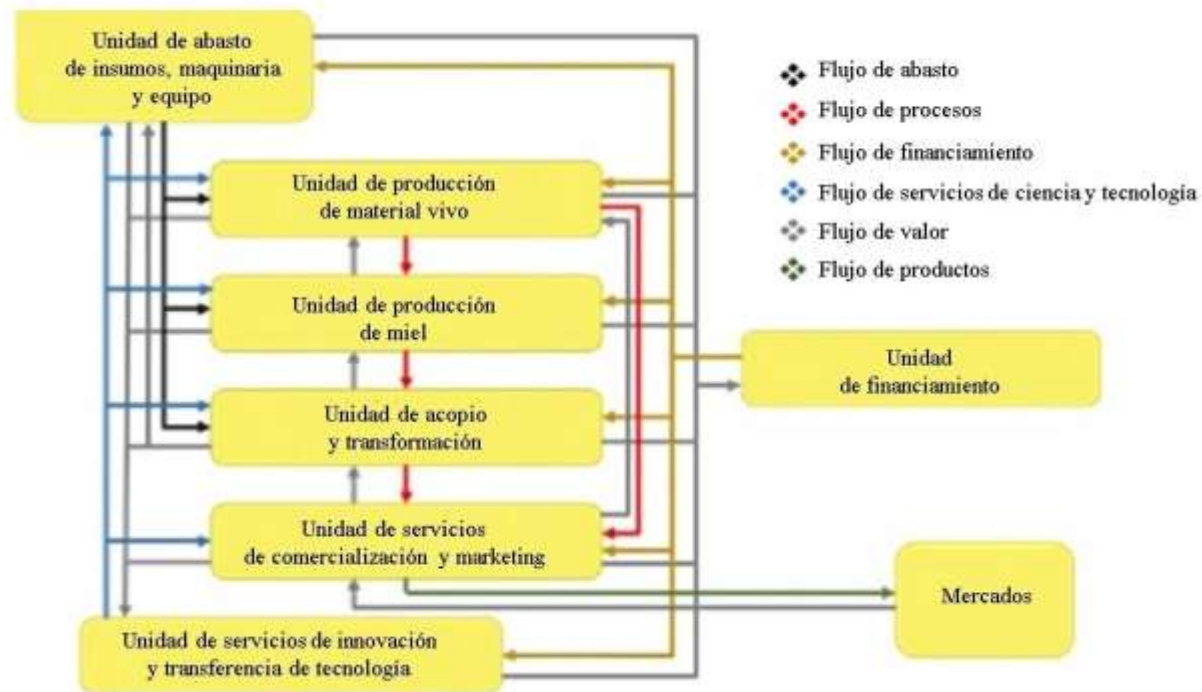 Unidad de abasto
de insumos, maquinaria
y equipo
Flujo de abasto
Flujo de procesos
Flujo de financiamiento
Flujo de servicios de ciencia y tecnología
Flujo de valor
Flujo de productos
Unidad de producción
de material vivo
Unidad de producción
de miel
Unidad
de financiamiento
Unidad de acopio
y transformación
Unidad de servicios
de comercialización y marketing
Mercados
Unidad de servicios de innovación
y transferencia de tecnología